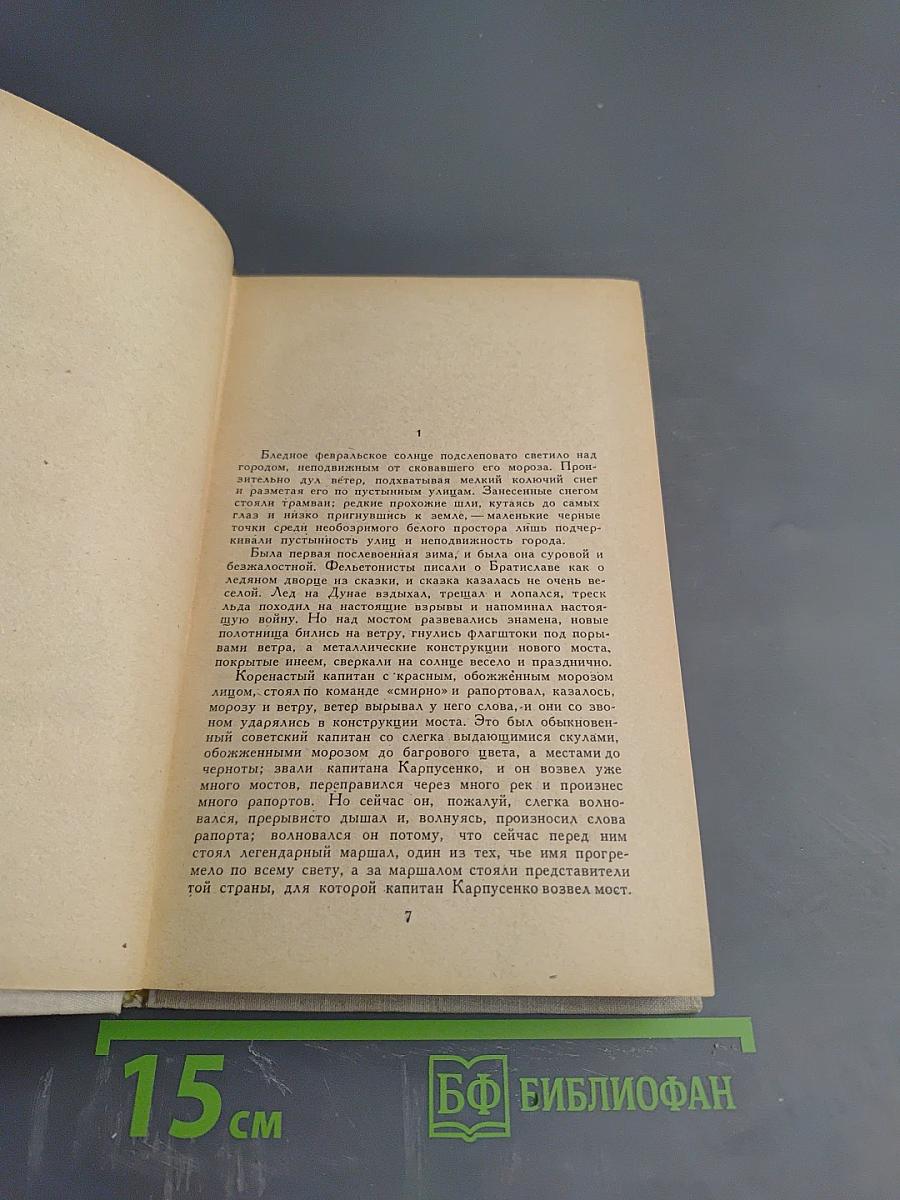 1
Бледное февральское солнце подслеповато светило над
городом, неподвижным от сковавшего его мороза. Прон-
зительно дул ветер, подхватывая мелкий колючий снег
и разметая его по пустынным улицам. Занесенные снегом
стояли трамваи; редкие прохожие шли, кутаясь до самых
глаз и низко пригнувшись к земле, — маленькие черные
точки среди необозримого белого простора лишь подчер-
кивали пустынность улиц и неподвижность города.
Была первая послевоенная зима, и была она суровой и
безжалостной. Фельетонисты писали о Братиславе как о
ледяном дворце из сказки, и сказка казалась не очень ве-
селой. Лед на Дунае вздыхал, трещал и лопался, треск
льда походил на настоящие взрывы и напоминал настоя-
щую войну. Но над мостом развевались знамена, новые
полотнища бились на ветру, гнулись флагштоки под поры-
вами ветра, а металлические конструкции нового моста,
покрытые инеем, сверкали на солнце весело и празднично.
Коренастый капитан с красным, обожжённым морозом
лицом, стоял по команде «смирно» и рапортовал, казалось,
морозу и ветру, ветер вырывал у него слова, и они со зво-
ном ударялись в конструкции моста. Это был обыкновен-
ный советский капитан со слегка выдающимися скулами,
обожженными морозом до багрового цвета, а местами до
черноты; звали капитана Карпусенко, и он возвел уже
много мостов, переправился через много рек и произнес
много рапортов. Но сейчас он, пожалуй, слегка волно-
вался, прерывисто дышал и, волнуясь, произносил слова
рапорта; волновался он потому, что сейчас перед ним
стоял легендарный маршал, один из тех, чье имя прогре-
мело по всему свету, а за маршалом стояли представители
той страны, для которой капитан Карпусенко возвел мост.
7
15 см
БФ БИБЛИОФАН